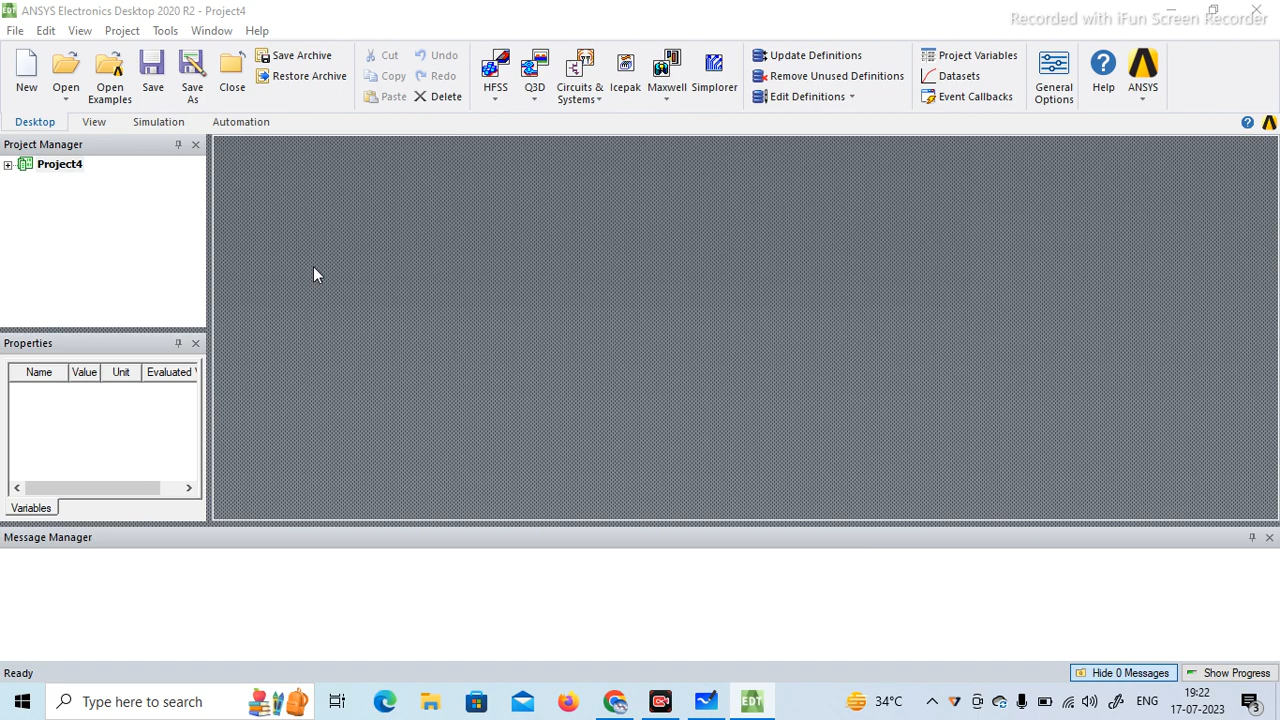 ANSYS Electronics Desktop 2020 R2 - Project4
Recorded with iFun Screen Recorder
File Edit View Project Tools Window Help
New Open Open Examples Save Save As Close
Save Archive
Restore Archive
Cut Undo
Copy Redo
Paste Delete
HFSS Q3D Circuits & Systems Icepak Maxwell Simplorer
Update Definitions
Remove Unused Definitions
Edit Definitions
Project Variables
Datasets
Event Callbacks
General Options
Help ANSYS
Desktop View Simulation Automation
Project Manager
Project4
Properties
Name Value Unit Evaluated V
Variables
Message Manager
Ready
Hide 0 Messages Show Progress
EDT
Type here to search
34°C
ENG
19:22
17-07-2023
3